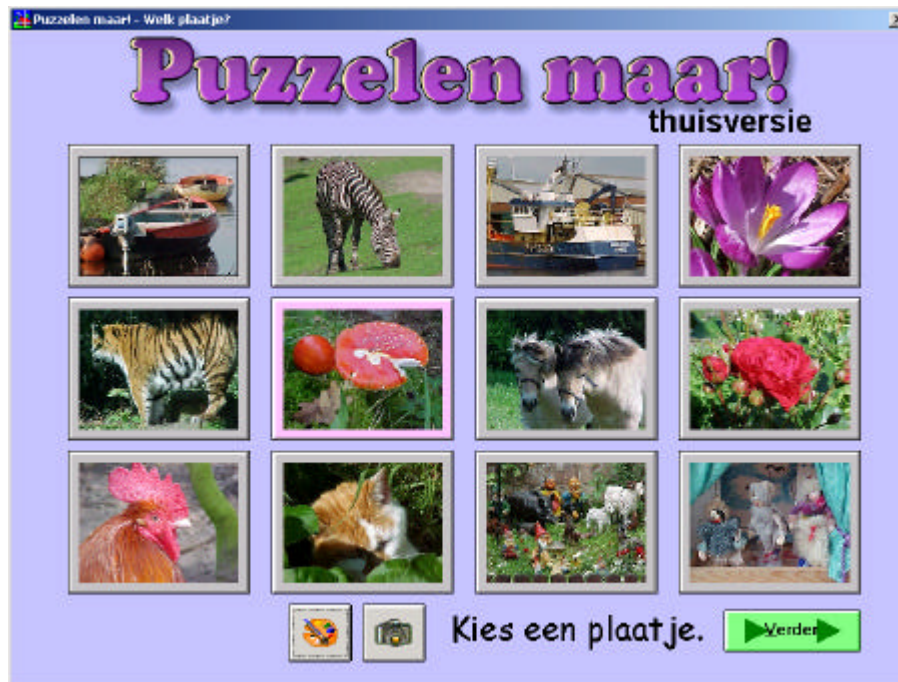 Puzzelen maar! - Welk plaatje?
Puzzelen maar!
thuisversie
Kies een plaatje.
Verder